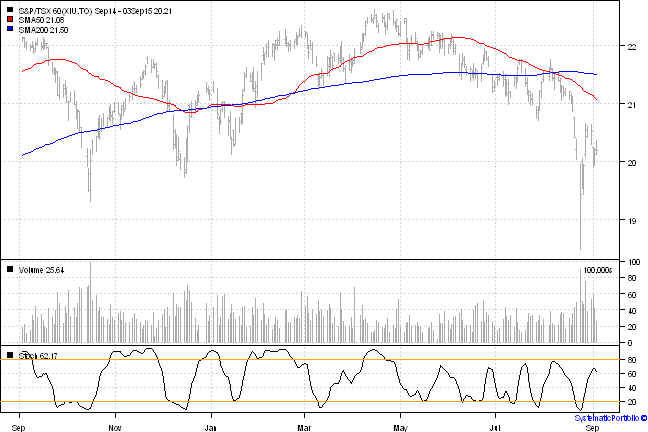 S&P/TSX 60(XIU.TO) Sep14 - 03Sep15 20.21
SMA50 21.08
SMA200 21.50
22
21
20
19
Volume 25.64
100,000s
100
80
60
40
20
0
Stoch 62.17
80
60
40
20
Sep Nov Jan Mar May Jul Sep
SystematicPortfolio ©